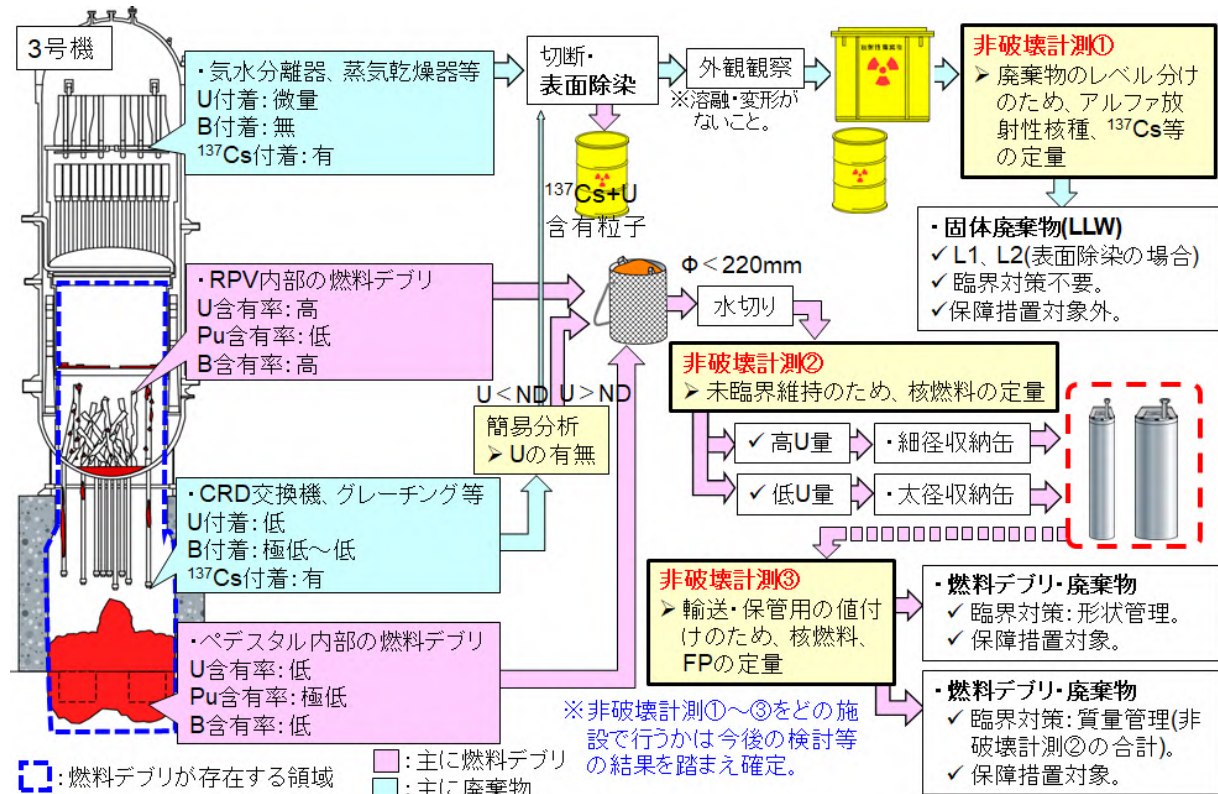 3号機
・気水分離器、蒸気乾燥器等
U付着:微量
B付着:無
¹³⁷Cs付着:有
切断・
表面除染
外観観察
※溶融・変形が
ないこと。
¹³⁷Cs+U
含有粒子
非破壊計測①
➢ 廃棄物のレベル分け
のため、アルファ放
射性核種、¹³⁷Cs等
の定量
・固体廃棄物(LLW)
✓ L1、L2(表面除染の場合)
✓ 臨界対策不要。
✓ 保障措置対象外。
・RPV内部の燃料デブリ
U含有率:高
Pu含有率:低
B含有率:高
Φ<220mm
水切り
非破壊計測②
➢ 未臨界維持のため、核燃料の定量
U<ND
U>ND
簡易分析
➢ Uの有無
✓ 高U量
・細径収納缶
✓ 低U量
・太径収納缶
・CRD交換機、グレーチング等
U付着:低
B付着:極低~低
¹³⁷Cs付着:有
非破壊計測③
➢ 輸送・保管用の値付
けのため、核燃料、
FPの定量
・燃料デブリ・廃棄物
✓ 臨界対策:形状管理。
✓ 保障措置対象。
・ペデスタル内部の燃料デブリ
U含有率:低
Pu含有率:極低
B含有率:低
・燃料デブリ・廃棄物
✓ 臨界対策:質量管理(非
破壊計測②の合計)。
✓ 保障措置対象。
※非破壊計測①~③をどの施
設で行うかは今後の検討等
の結果を踏まえ確定。
:燃料デブリが存在する領域
:主に燃料デブリ
:主に廃棄物